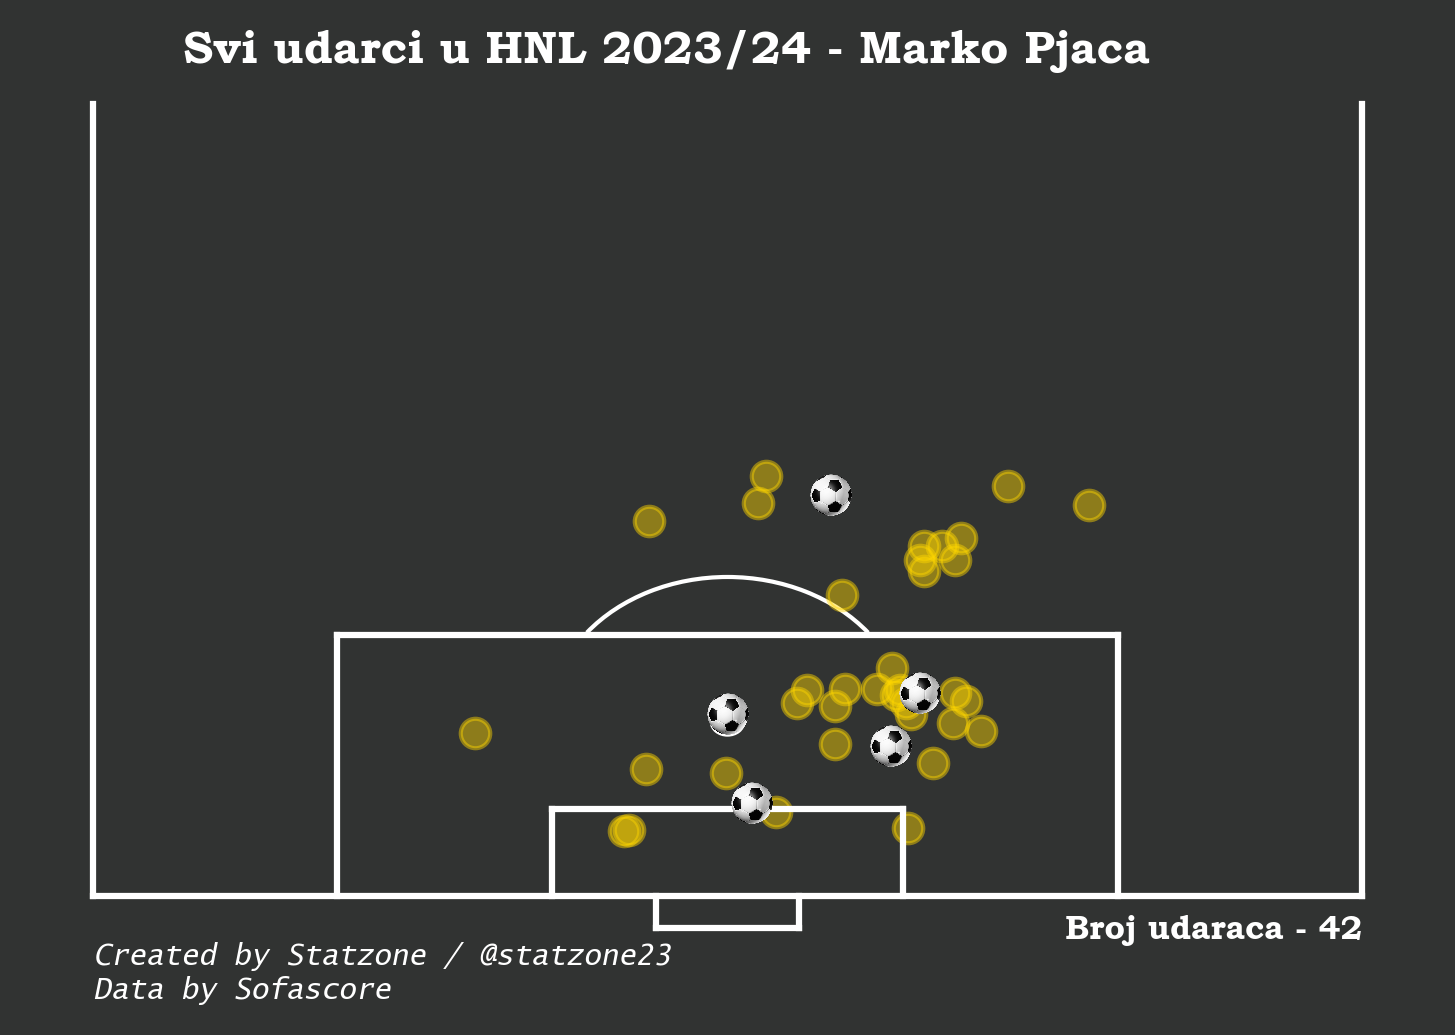 Svi udarci u HNL 2023/24 - Marko Pjaca
Broj udaraca - 42
Created by Statzone / @statzone23
Data by Sofascore